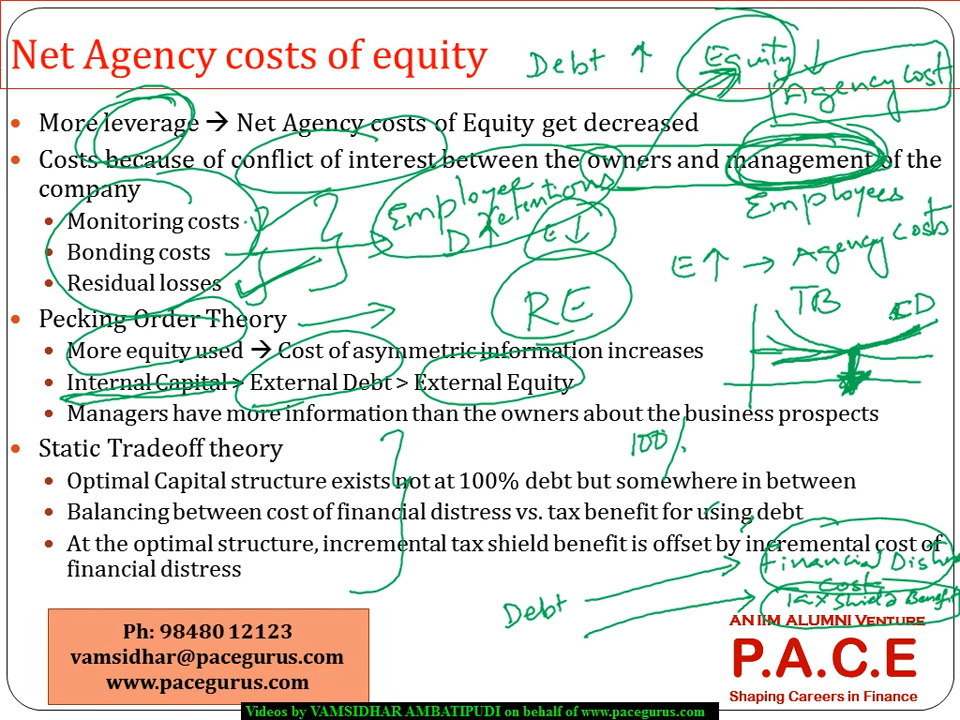 Net Agency costs of equity
Debt ↑ Equity ↓
Agency Cost
• More leverage → Net Agency costs of Equity get decreased
• Costs because of conflict of interest between the owners and management of the
company
Employees
• Monitoring costs
Employee
retentions
• Bonding costs
D ↑ E ↓
E ↑ → Agency Costs
• Residual losses
RE
TB
• Pecking Order Theory
• More equity used → Cost of asymmetric information increases
• Internal Capital > External Debt > External Equity
• Managers have more information than the owners about the business prospects
• Static Tradeoff theory
100%
• Optimal Capital structure exists not at 100% debt but somewhere in between
• Balancing between cost of financial distress vs. tax benefit for using debt
• At the optimal structure, incremental tax shield benefit is offset by incremental cost of
financial distress
Financial
Costs
Debt
Tax Shield Benefit
Ph: 98480 12123
vamsidhar@pacegurus.com
www.pacegurus.com
AN IIM ALUMNI VENTURE
P.A.C.E
Shaping Careers in Finance
Videos by VAMSIDHAR AMBATIPUDI on behalf of www.pacegurus.com